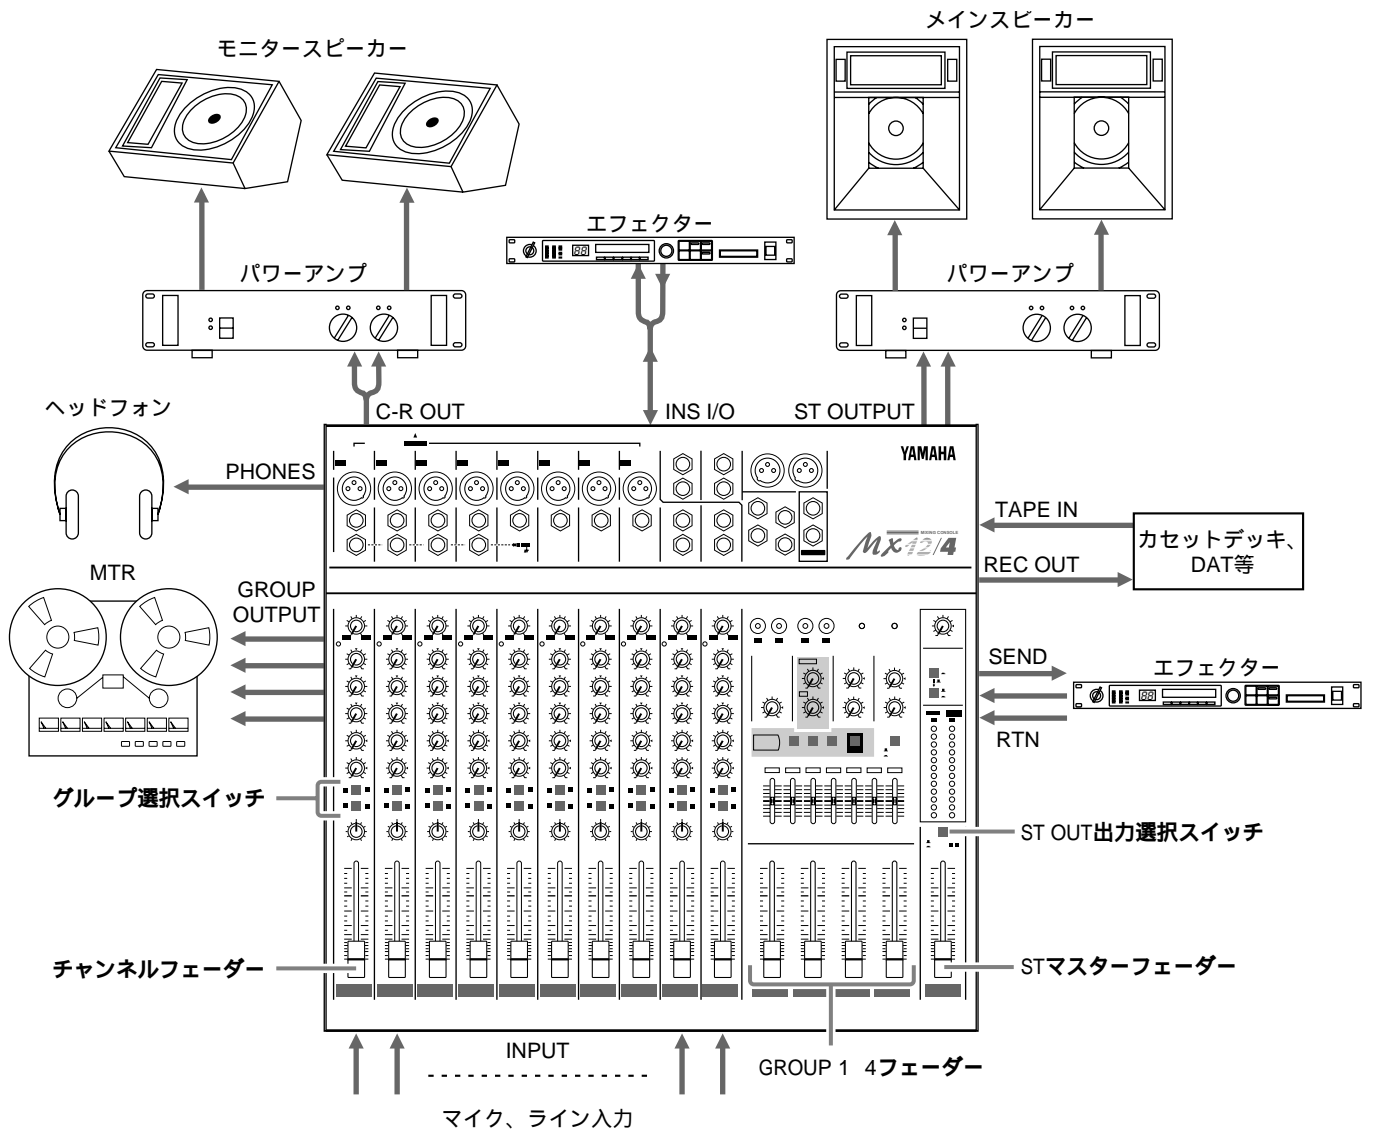 メインスピーカー
モニタースピーカー
エフェクター
パワーアンプ
パワーアンプ
ヘッドフォン
C-R OUT
INS I/O
ST OUTPUT
YAMAHA
PHONES
TAPE IN
カセットデッキ、
DAT等
MIXING CONSOLE
MX12/4
REC OUT
MTR
GROUP
OUTPUT
SEND
エフェクター
RTN
グループ選択スイッチ
ST OUT出力選択スイッチ
チャンネルフェーダー
STマスターフェーダー
INPUT
GROUP 1 4フェーダー
マイク、ライン入力